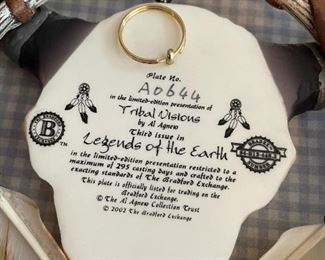 Plate No.
A0644
in the limited-edition presentation of
Tribal Visions
by Al Agnew
Third issue in
Legends of the Earth
in the limited-edition presentation restricted to a
maximum of 295 casting days and crafted to the
exacting standards of The Bradford Exchange.
This plate is officially listed for trading on the
Bradford Exchange.
© The Al Agnew Collection Trust
© 2002 The Bradford Exchange
B